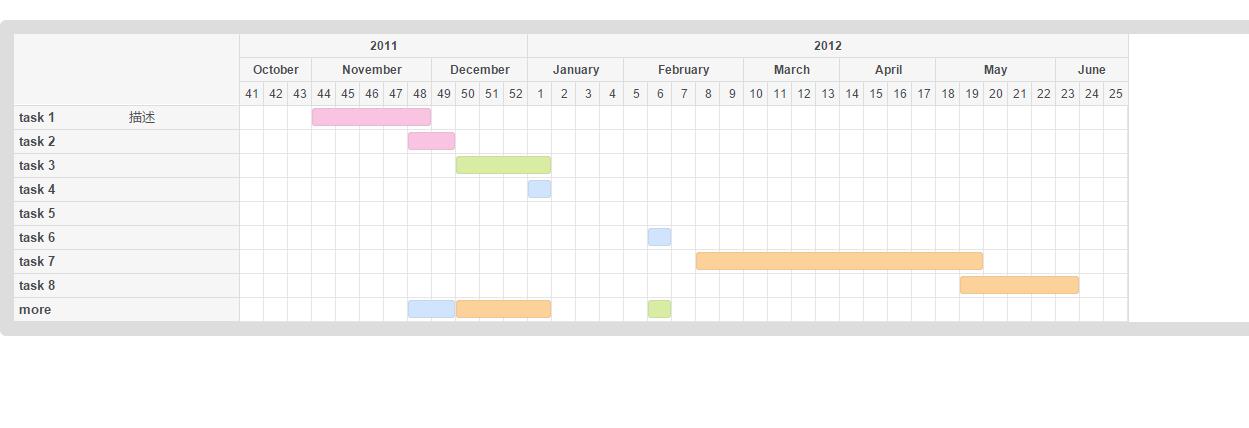 2011 2012
October November December January February March April May June
41 42 43 44 45 46 47 48 49 50 51 52 1 2 3 4 5 6 7 8 9 10 11 12 13 14 15 16 17 18 19 20 21 22 23 24 25
task 1 描述
task 2
task 3
task 4
task 5
task 6
task 7
task 8
more